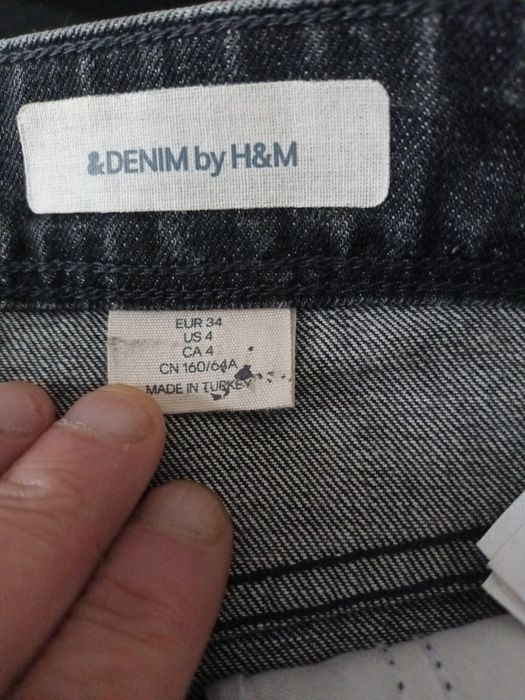 &DENIM by H&M
EUR 34
US 4
CA 4
CN 160/64A
MADE IN TURKEY